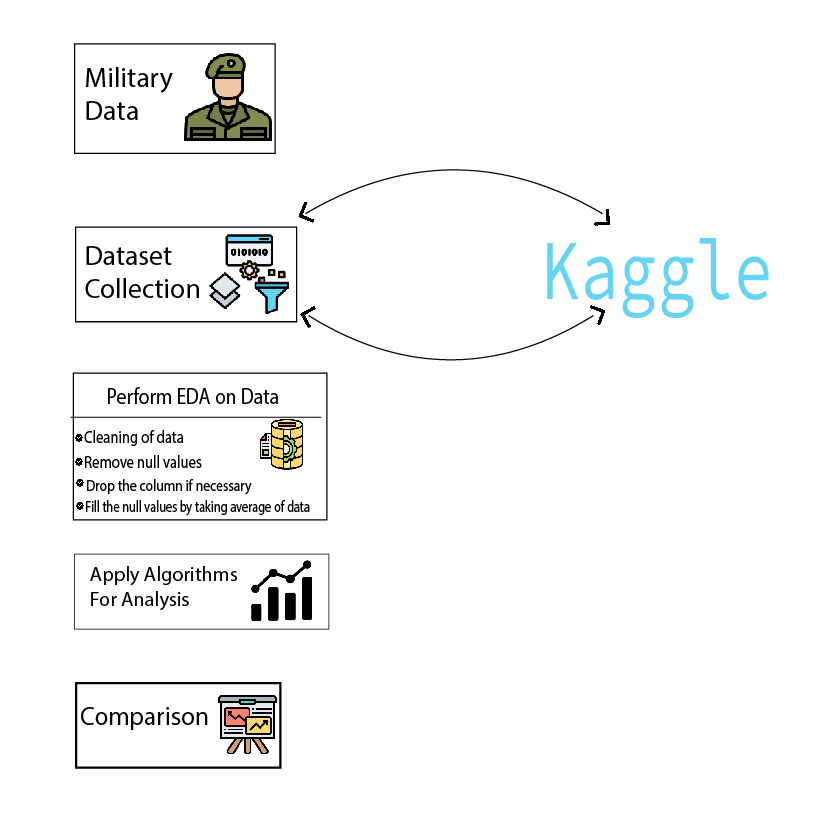 Military
Data
Dataset
Collection
0101010
Kaggle
Perform EDA on Data
Cleaning of data
Remove null values
Drop the column if necessary
Fill the null values by taking average of data
Apply Algorithms
For Analysis
Comparison